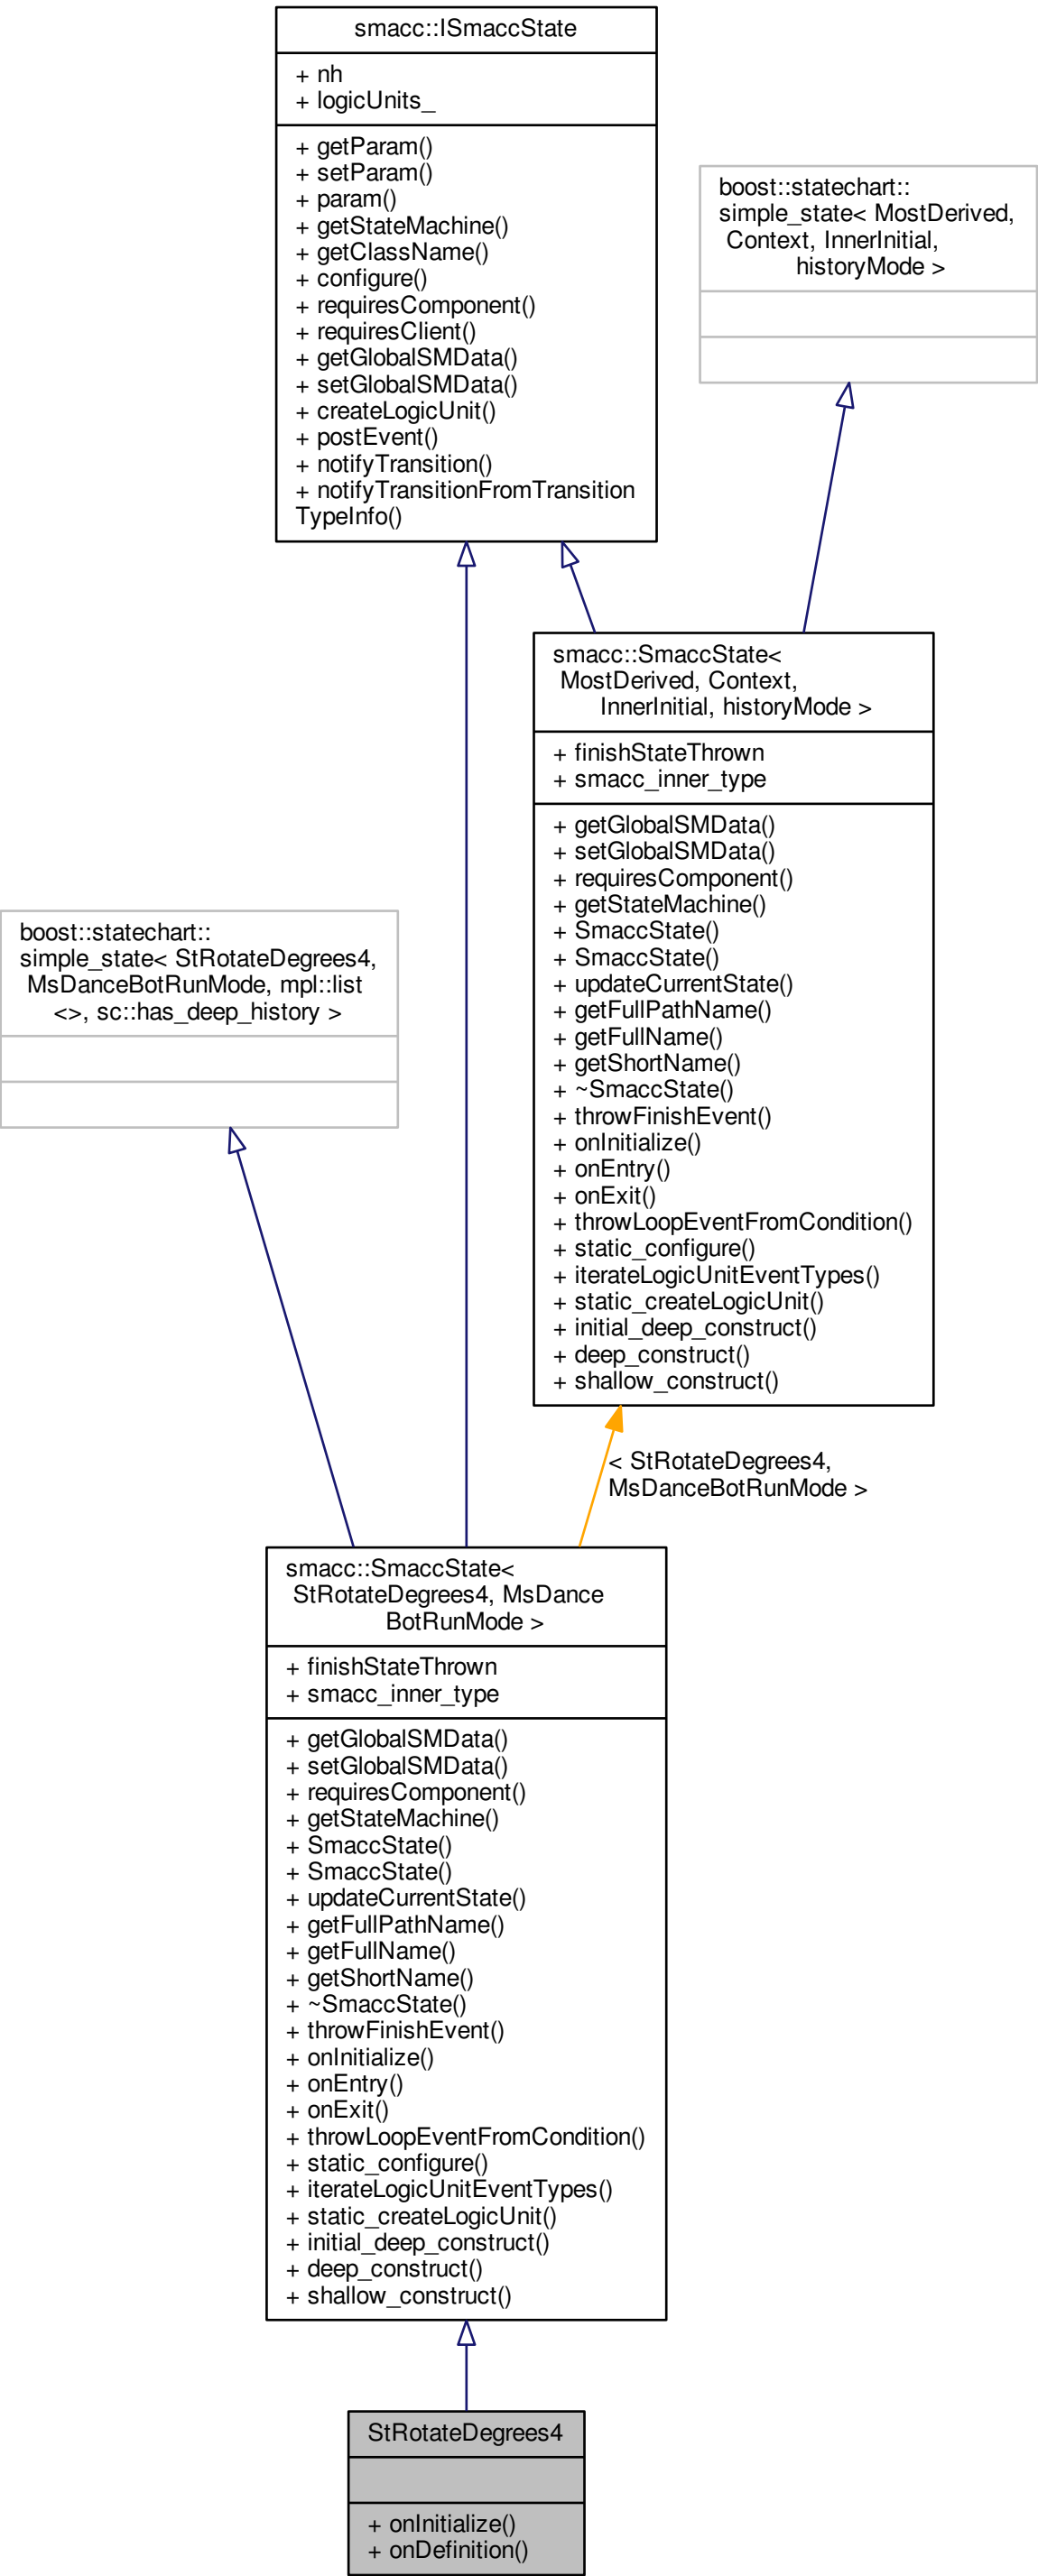 smacc::ISmaccState
+ nh
+ logicUnits_
+ getParam()
+ setParam()
+ param()
+ getStateMachine()
+ getClassName()
+ configure()
+ requiresComponent()
+ requiresClient()
+ getGlobalSMData()
+ setGlobalSMData()
+ createLogicUnit()
+ postEvent()
+ notifyTransition()
+ notifyTransitionFromTransition
TypeInfo()
boost::statechart::
simple_state< MostDerived,
Context, InnerInitial,
historyMode >
smacc::SmaccState<
MostDerived, Context,
InnerInitial, historyMode >
+ finishStateThrown
+ smacc_inner_type
+ getGlobalSMData()
+ setGlobalSMData()
+ requiresComponent()
+ getStateMachine()
+ SmaccState()
+ SmaccState()
+ updateCurrentState()
+ getFullPathName()
+ getFullName()
+ getShortName()
+ ~SmaccState()
+ throwFinishEvent()
+ onInitialize()
+ onEntry()
+ onExit()
+ throwLoopEventFromCondition()
+ static_configure()
+ iterateLogicUnitEventTypes()
+ static_createLogicUnit()
+ initial_deep_construct()
+ deep_construct()
+ shallow_construct()
boost::statechart::
simple_state< StRotateDegrees4,
MsDanceBotRunMode, mpl::list
<>, sc::has_deep_history >
< StRotateDegrees4,
MsDanceBotRunMode >
smacc::SmaccState<
StRotateDegrees4, MsDance
BotRunMode >
+ finishStateThrown
+ smacc_inner_type
+ getGlobalSMData()
+ setGlobalSMData()
+ requiresComponent()
+ getStateMachine()
+ SmaccState()
+ SmaccState()
+ updateCurrentState()
+ getFullPathName()
+ getFullName()
+ getShortName()
+ ~SmaccState()
+ throwFinishEvent()
+ onInitialize()
+ onEntry()
+ onExit()
+ throwLoopEventFromCondition()
+ static_configure()
+ iterateLogicUnitEventTypes()
+ static_createLogicUnit()
+ initial_deep_construct()
+ deep_construct()
+ shallow_construct()
StRotateDegrees4
+ onInitialize()
+ onDefinition()